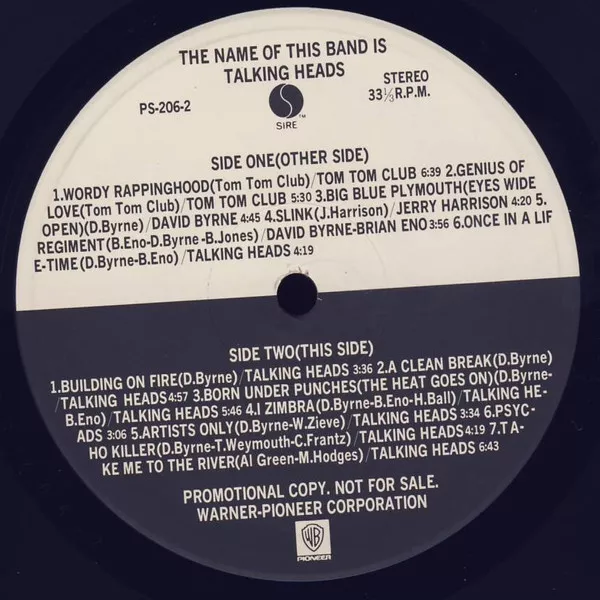 THE NAME OF THIS BAND IS
TALKING HEADS
PS-206-2
STEREO
33 1/3 R.P.M.
SIRE™
SIDE ONE(OTHER SIDE)
1.WORDY RAPPINGHOOD(Tom Tom Club)/TOM TOM CLUB 6:39 2.GENIUS OF
LOVE(Tom Tom Club)/TOM TOM CLUB 5:30 3.BIG BLUE PLYMOUTH(EYES WIDE
OPEN)(D.Byrne)/DAVID BYRNE 4:45 4.SLINK(J.Harrison)/JERRY HARRISON 4:20 5.
REGIMENT(B.Eno-D.Byrne-B.Jones)/DAVID BYRNE-BRIAN ENO 3:56 6.ONCE IN A LIF
E-TIME(D.Byrne-B.Eno)/TALKING HEADS 4:19
SIDE TWO(THIS SIDE)
1.BUILDING ON FIRE(D.Byrne)/TALKING HEADS 3:36 2.A CLEAN BREAK(D.Byrne)
/TALKING HEADS 4:57 3.BORN UNDER PUNCHES(THE HEAT GOES ON)(D.Byrne-
B.Eno)/TALKING HEADS 5:46 4.I ZIMBRA(D.Byrne-B.Eno-H.Ball)/TALKING HE-
ADS 3:06 5.ARTISTS ONLY(D.Byrne-W.Zieve)/TALKING HEADS 3:34 6.PSYC-
HO KILLER(D.Byrne-T.Weymouth-C.Frantz)/TALKING HEADS 4:19 7.TA-
KE ME TO THE RIVER(Al Green-M.Hodges)/TALKING HEADS 6:43
PROMOTIONAL COPY. NOT FOR SALE.
WARNER-PIONEER CORPORATION
WB
PIONEER